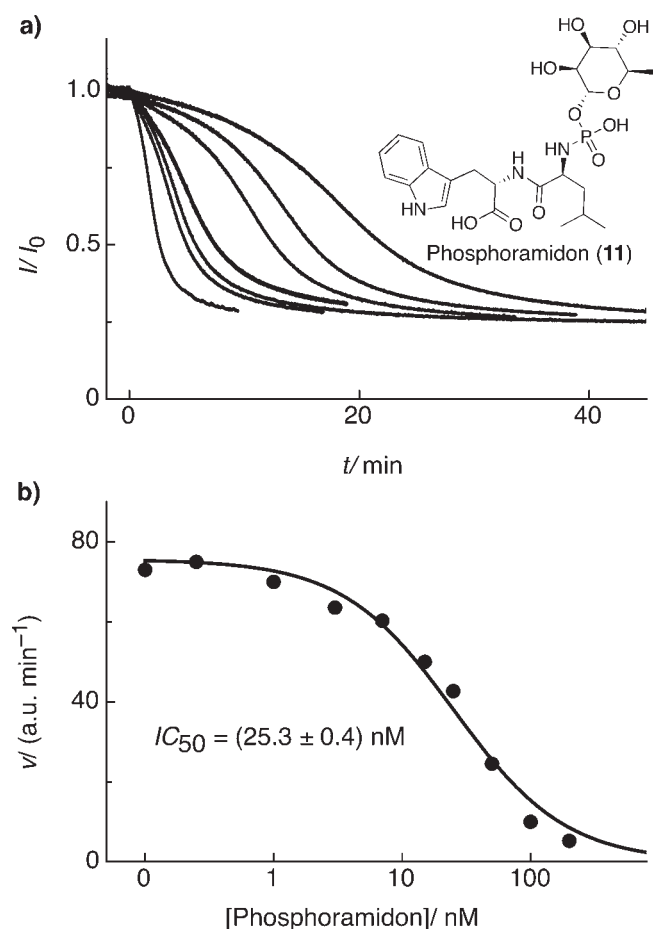 a)
1.0
0.5
0
I/I0
0
20
40
t/ min
HO
OH
HO
HO
O
O
P
OH
O
HN
H
N
O
HN
HO
O
Phosphoramidon (11)
b)
80
40
0
v/ (a.u. min−1)
IC50 = (25.3 ± 0.4) nM
0
1
10
100
[Phosphoramidon]/ nM